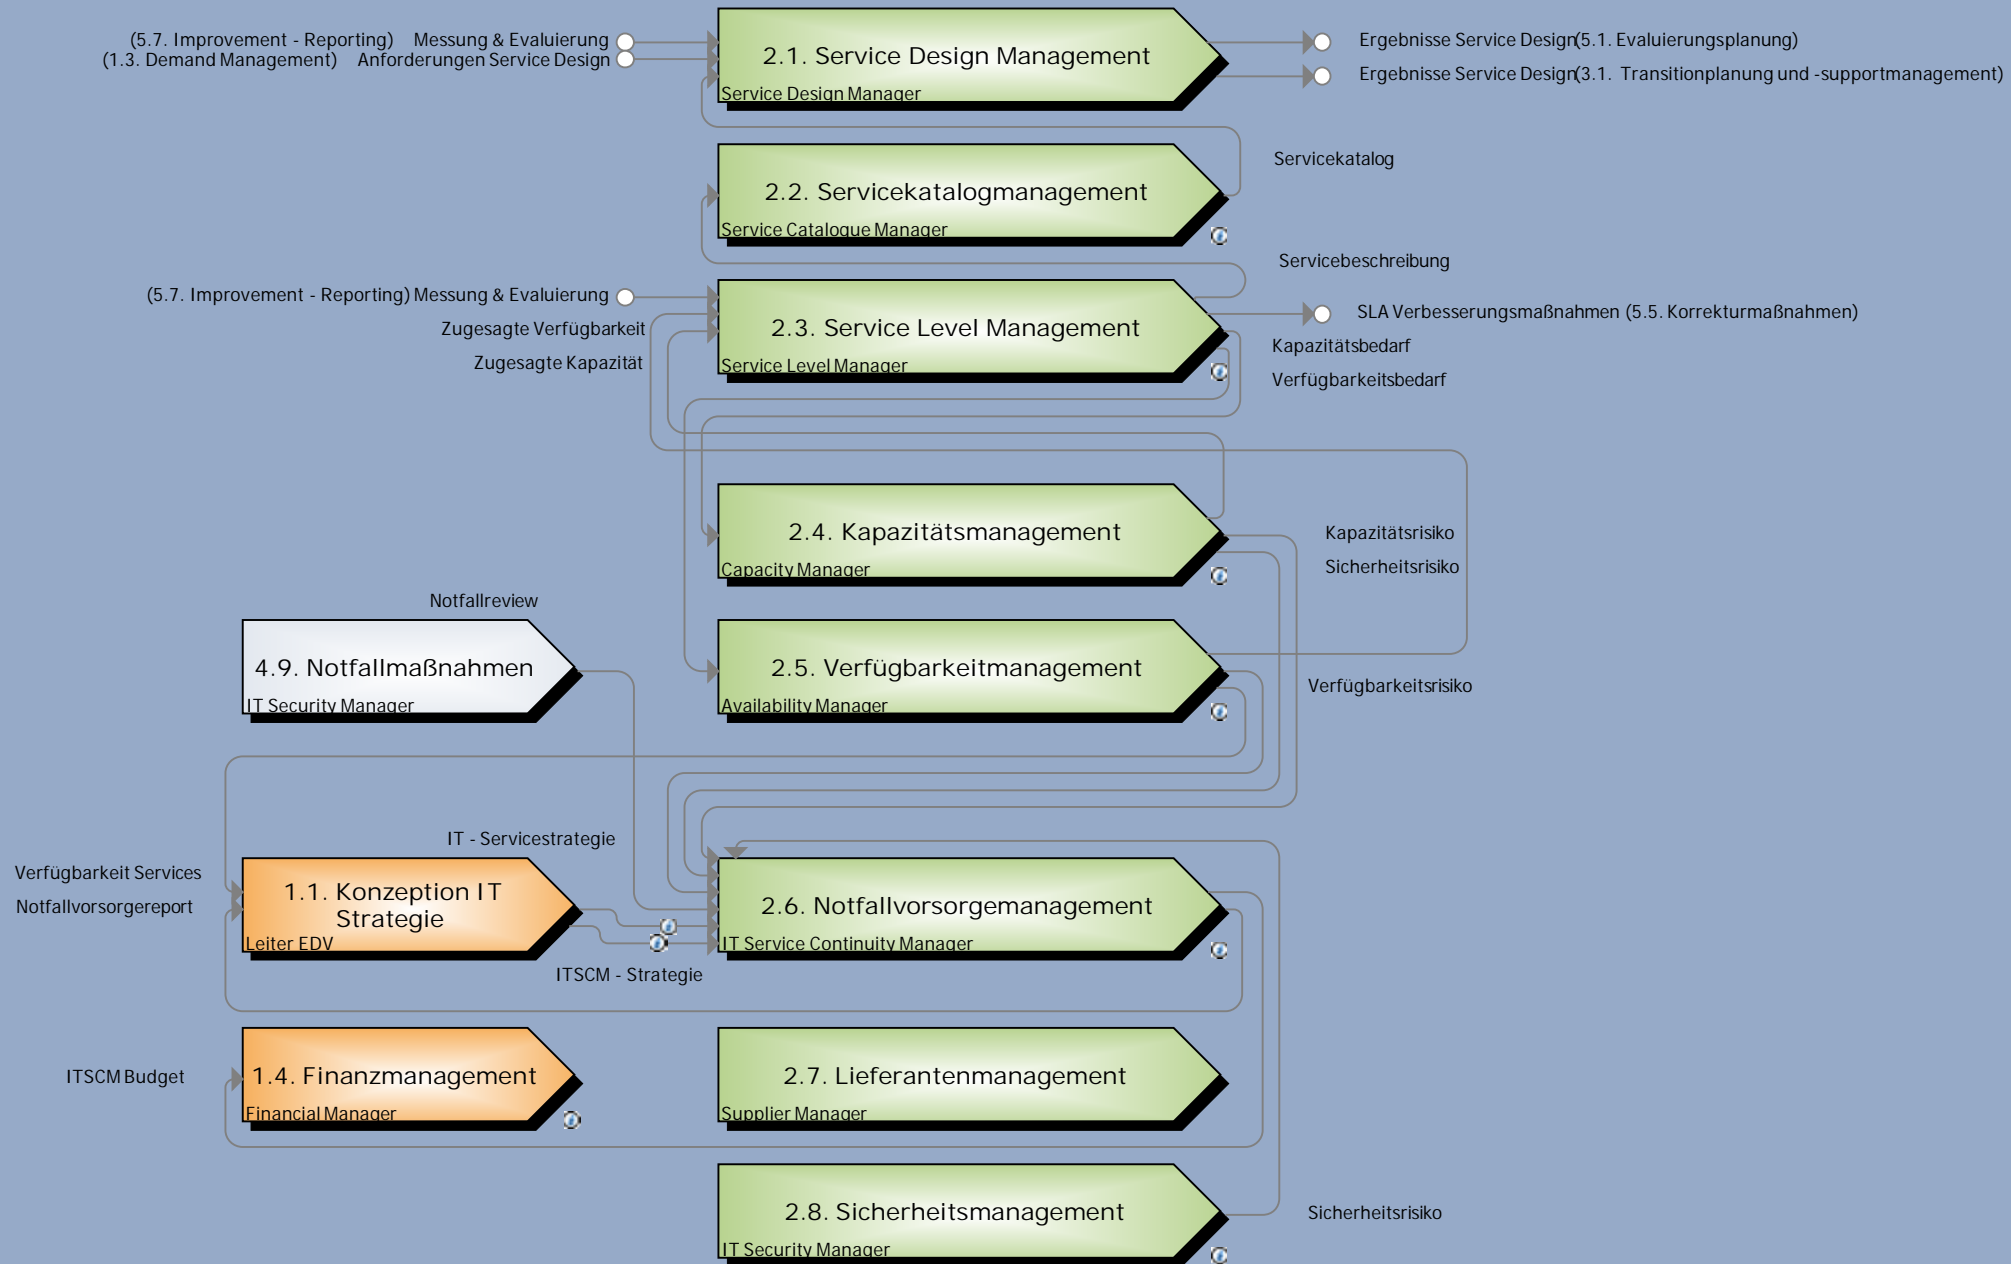 (5.7. Improvement - Reporting) Messung & Evaluierung
(1.3. Demand Management) Anforderungen Service Design
2.1. Service Design Management
Service Design Manager
Ergebnisse Service Design(5.1. Evaluierungsplanung)
Ergebnisse Service Design(3.1. Transitionplanung und -supportmanagement)
Servicekatalog
2.2. Servicekatalogmanagement
Service Catalogue Manager
Servicebeschreibung
(5.7. Improvement - Reporting) Messung & Evaluierung
Zugesagte Verfügbarkeit
Zugesagte Kapazität
2.3. Service Level Management
Service Level Manager
SLA Verbesserungsmaßnahmen (5.5. Korrekturmaßnahmen)
Kapazitätsbedarf
Verfügbarkeitsbedarf
2.4. Kapazitätsmanagement
Capacity Manager
Kapazitätsrisiko
Sicherheitsrisiko
Notfallreview
4.9. Notfallmaßnahmen
IT Security Manager
2.5. Verfügbarkeitmanagement
Availability Manager
Verfügbarkeitsrisiko
IT - Servicestrategie
Verfügbarkeit Services
Notfallvorsorgereport
1.1. Konzeption IT
Strategie
Leiter EDV
2.6. Notfallvorsorgemanagement
IT Service Continuity Manager
ITSCM - Strategie
ITSCM Budget
1.4. Finanzmanagement
Financial Manager
2.7. Lieferantenmanagement
Supplier Manager
2.8. Sicherheitsmanagement
IT Security Manager
Sicherheitsrisiko